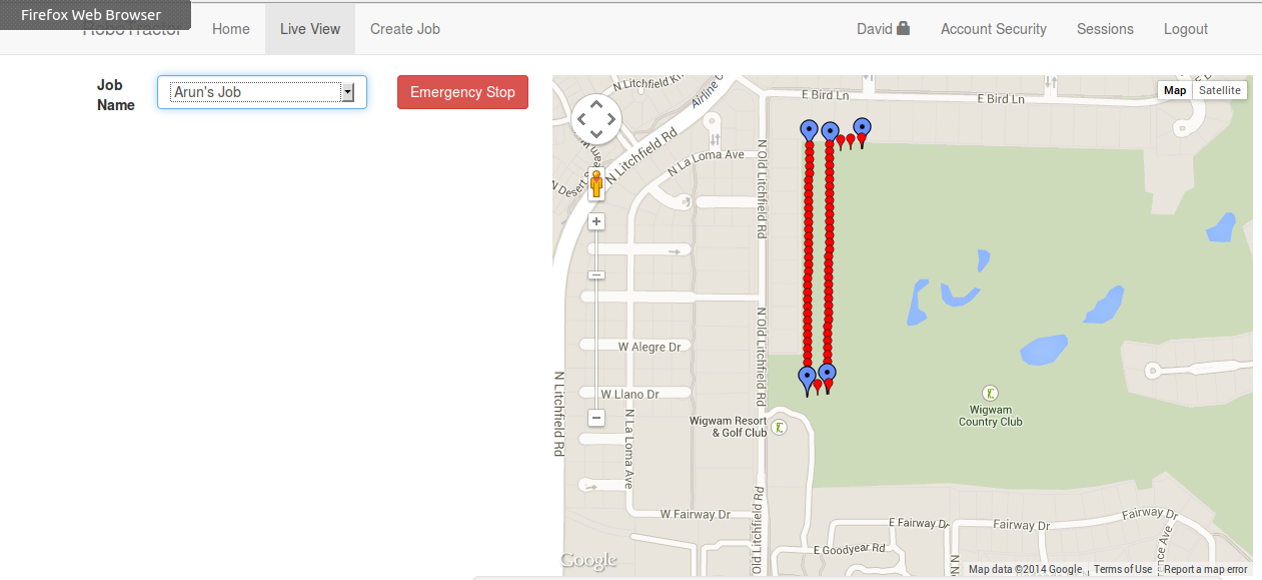 Firefox Web Browser
RoboTractor
Home
Live View
Create Job
David
Account Security
Sessions
Logout
Job
Name
Arun's Job
Emergency Stop
Map
Satellite
N Litchfield Rd
Airline
E Bird Ln
E Bird Ln
N Desert
N La Loma Ave
N Old Litchfield Rd
N Old Litchfield Rd
W Alegre Dr
N Litchfield Rd
W Llano Dr
N La Loma Ave
Wigwam Resort
& Golf Club
Wigwam
Country Club
W Fairway Dr
Old Litchfield Rd
E Fairway Dr
Fairway Dr
Fairway Dr
E Goodyear Rd
Google
Map data ©2014 Google
Terms of Use
Report a map error